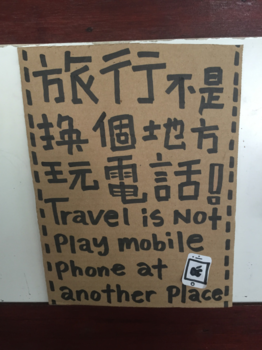 旅行不是
換個地方
玩電話！
Travel is Not
Play mobile
Phone at
another Place